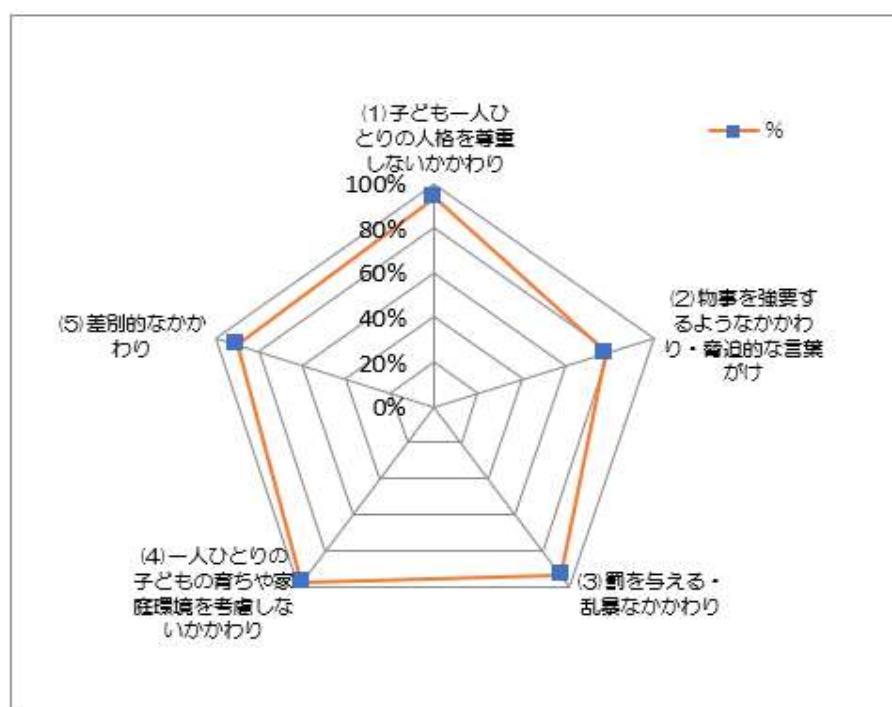 (1)子ども一人ひ
とりの人格を尊重
しないかかわり
%
100%
80%
60%
40%
20%
0%
(2)物事を強要す
るようなかかわ
り・脅迫的な言葉
がけ
(3)罰を与える・
乱暴なかかわり
(4)一人ひとりの
子どもの育ちや家
庭環境を考慮しな
いかかわり
(5)差別的なかか
わり